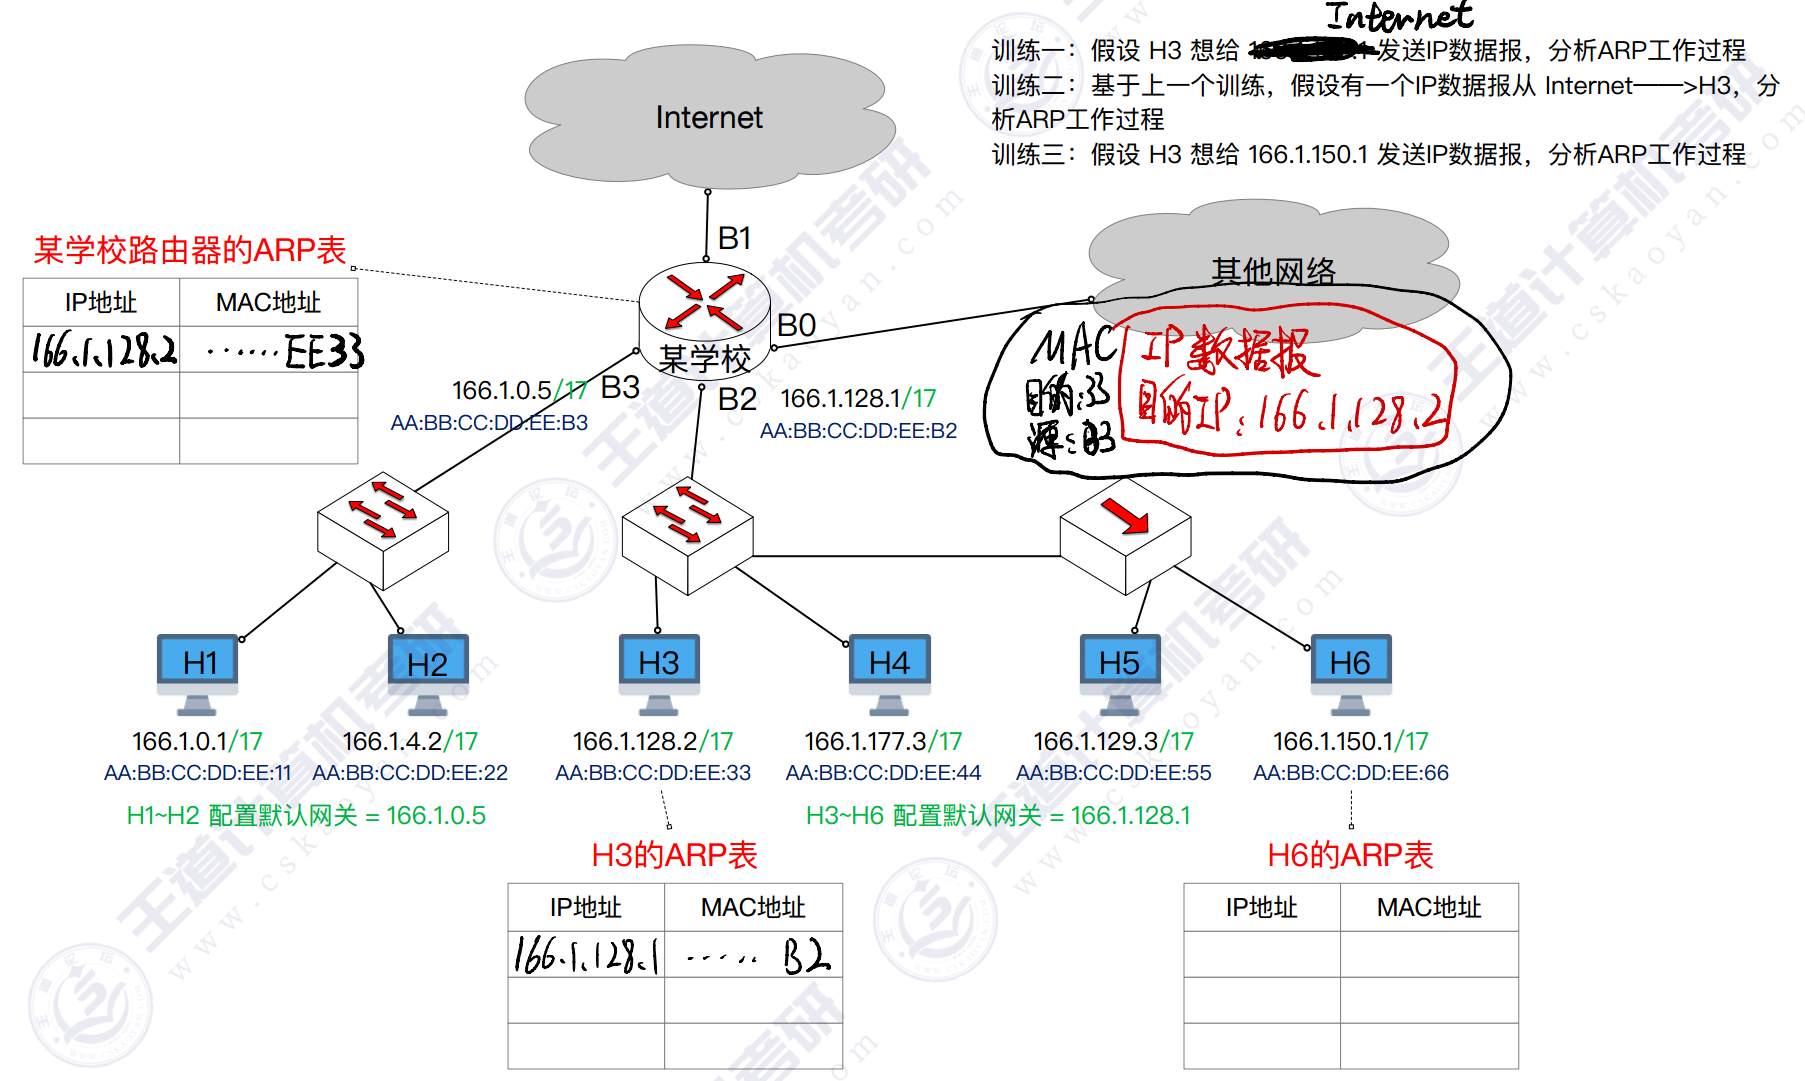 Internet
训练一：假设 H3 想给 发送IP数据报，分析ARP工作过程
训练二：基于上一个训练，假设有一个IP数据报从 Internet——>H3，分
析ARP工作过程
训练三：假设 H3 想给 166.1.150.1 发送IP数据报，分析ARP工作过程
Internet
B1
其他网络
某学校路由器的ARP表
IP地址 MAC地址
166.1.128.2 ······EE33
B0
某学校
B3
B2
166.1.0.5/17
AA:BB:CC:DD:EE:B3
166.1.128.1/17
AA:BB:CC:DD:EE:B2
MAC
目的:33
源:B3
IP数据报
目的IP:166.1.128.2
H1
H2
H3
H4
H5
H6
166.1.0.1/17
166.1.4.2/17
166.1.128.2/17
166.1.177.3/17
166.1.129.3/17
166.1.150.1/17
AA:BB:CC:DD:EE:11
AA:BB:CC:DD:EE:22
AA:BB:CC:DD:EE:33
AA:BB:CC:DD:EE:44
AA:BB:CC:DD:EE:55
AA:BB:CC:DD:EE:66
H1~H2 配置默认网关 = 166.1.0.5
H3~H6 配置默认网关 = 166.1.128.1
H3的ARP表
IP地址 MAC地址
166.1.128.1 ······ B2
H6的ARP表
IP地址 MAC地址
王道计算机考研
www.cskaoyan.com